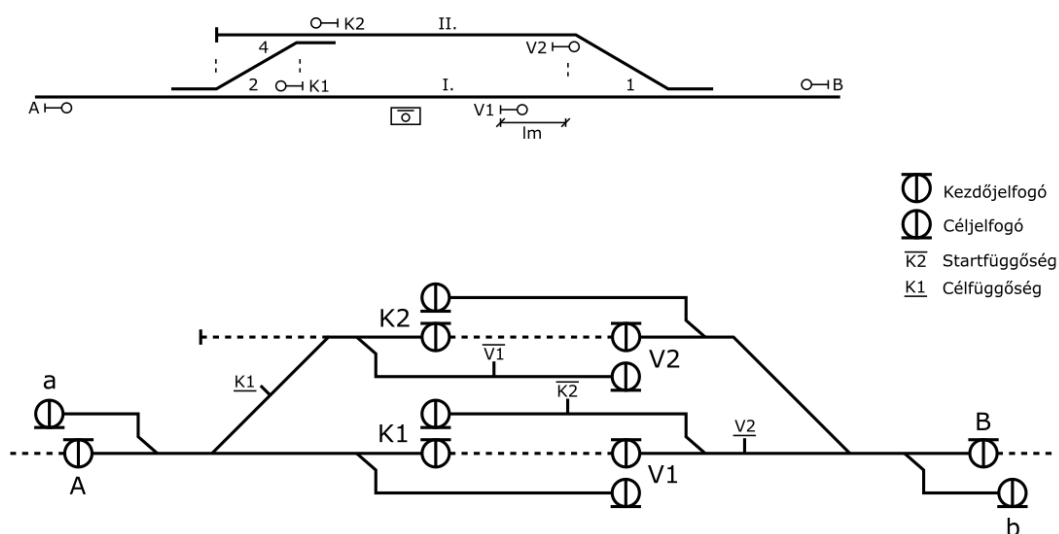 K2
II.
V2
4
2
K1
I.
1
B
A
V1
lm
Kezdőjelfogó
Céljelfogó
K2 Startfüggőség
K1 Célfüggőség
K2
V1
V2
K1
a
K2
K1
V2
B
A
V1
b